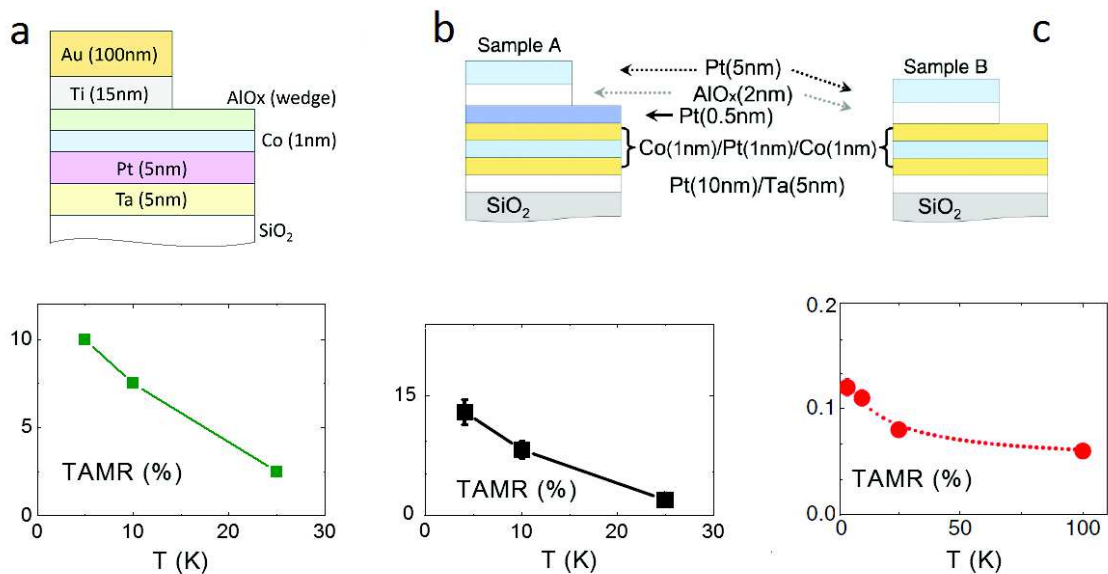 a
Au (100nm)
Ti (15nm)
AlOx (wedge)
Co (1nm)
Pt (5nm)
Ta (5nm)
SiO₂
b
Sample A
Pt(5nm)
AlOₓ(2nm)
Pt(0.5nm)
Co(1nm)/Pt(1nm)/Co(1nm)
Pt(10nm)/Ta(5nm)
SiO₂
c
Sample B
SiO₂
10
5
0
TAMR (%)
0 10 20 30
T (K)
15
0
TAMR (%)
0 10 20 30
T (K)
0.2
0.1
0.0
TAMR (%)
0 50 100
T (K)